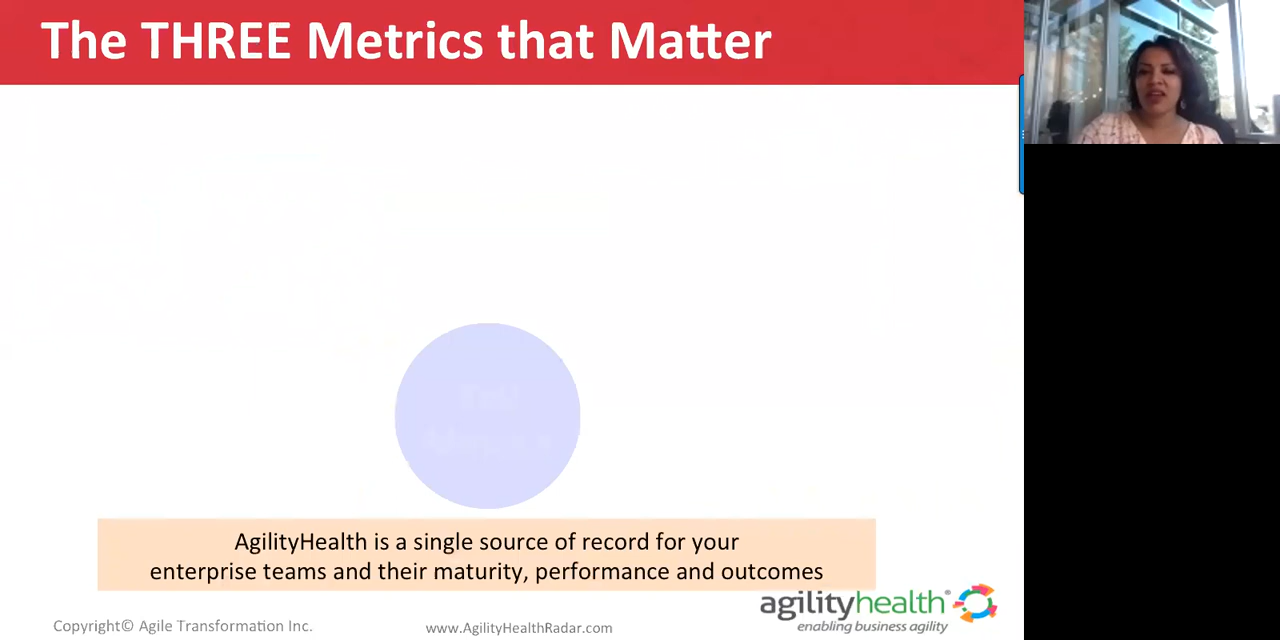 The THREE Metrics that Matter
AgilityHealth is a single source of record for your
enterprise teams and their maturity, performance and outcomes
agilityhealth®
enabling business agility
Copyright© Agile Transformation Inc.
www.AgilityHealthRadar.com